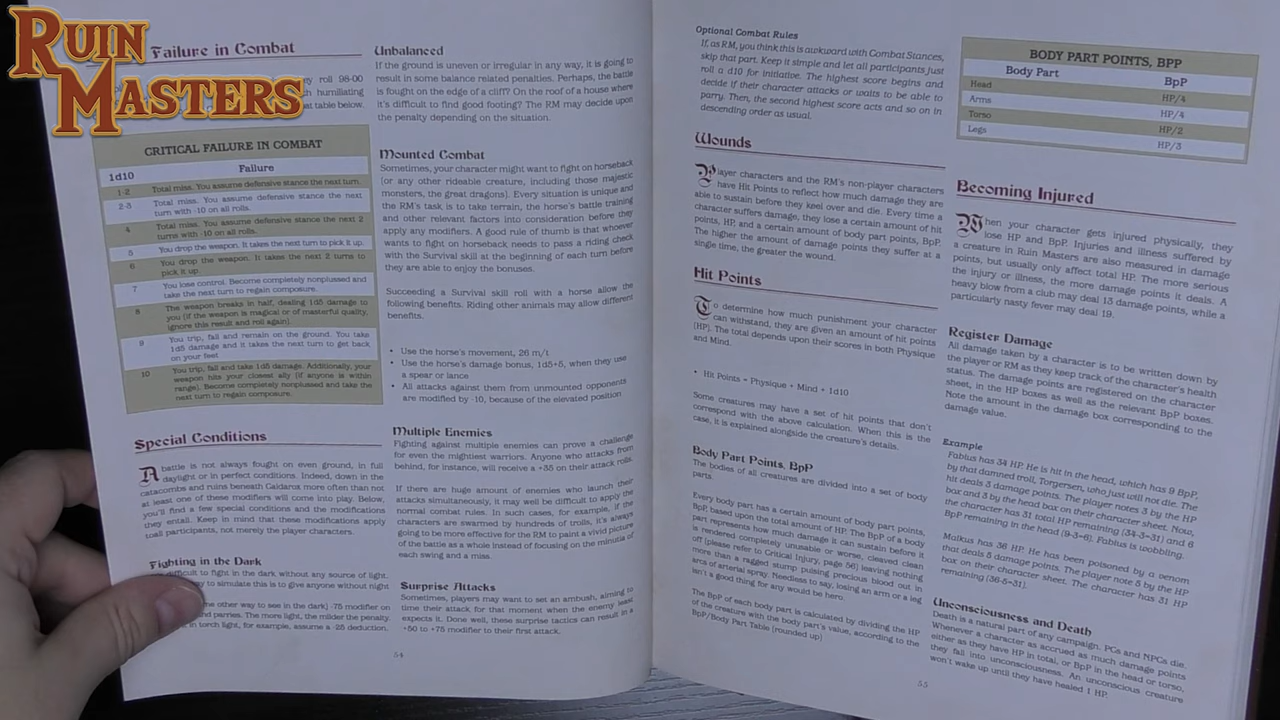 RUIN
MASTERS
Failure in Combat
roll 98-00
humiliating
table below.
CRITICAL FAILURE IN COMBAT
1d10 Failure
1-2 Total miss. You assume defensive stance the next turn.
2-3 Total miss. You assume defensive stance the next
turn with -10 on all rolls.
4 Total miss. You assume defensive stance the next 2
turns with -10 on all rolls.
5 You drop the weapon. It takes the next turn to pick it up.
6 You drop the weapon. It takes the next 2 turns to
pick it up.
7 You lose control. Become completely nonplussed and
take the next turn to regain composure.
8 The weapon breaks in half, dealing 1d5 damage to
you (if the weapon is magical or of masterful quality,
ignore this result and roll again).
9 You trip, fall and remain on the ground. You take
1d5 damage and it takes the next turn to get back
on your feet
10 You trip, fall and take 1d5 damage. Additionally, your
weapon hits your closest ally (if anyone is within
range). Become completely nonplussed and take the
next turn to regain composure.
Special Conditions
A battle is not always fought on even ground, in full
daylight or in perfect conditions. Indeed, down in the
catacombs and ruins beneath Caldarox more often than not
at least one of these modifiers will come into play. Below,
you'll find a few special conditions and the modifications
they entail. Keep in mind that these modifications apply
to all participants, not merely the player characters.
Fighting in the Dark
difficult to fight in the dark without any source of light.
way to simulate this is to give anyone without night
other way to see in the dark) -75 modifier on
and parries. The more light, the milder the penalty.
in torch light, for example, assume a -25 deduction.
Unbalanced
If the ground is uneven or irregular in any way, it is going to
result in some balance related penalties. Perhaps, the battle
is fought on the edge of a cliff? On the roof of a house where
it's difficult to find good footing? The RM may decide upon
the penalty depending on the situation.
Mounted Combat
Sometimes, your character might want to fight on horseback
(or any other rideable creature, including those majestic
monsters, the great dragons). Every situation is unique and
the RM's task is to take terrain, the horse's battle training
and other relevant factors into consideration before they
apply any modifiers. A good rule of thumb is that whoever
wants to fight on horseback needs to pass a riding check
with the Survival skill at the beginning of each turn before
they are able to enjoy the bonuses.
Succeeding a Survival skill roll with a horse allow the
following benefits. Riding other animals may allow different
benefits.
• Use the horse's movement, 26 m/t
• Use the horse's damage bonus, 1d5+5, when they use
a spear or lance
• All attacks against them from unmounted opponents
are modified by -10, because of the elevated position
Multiple Enemies
Fighting against multiple enemies can prove a challenge
for even the mightiest warriors. Anyone who attacks from
behind, for instance, will receive a +35 on their attack rolls.
If there are huge amount of enemies who launch their
attacks simultaneously, it may well be difficult to apply the
normal combat rules. In such cases, for example, if the
characters are swarmed by hundreds of trolls, it's always
going to be more effective for the RM to paint a vivid picture
of the battle as a whole instead of focusing on the minutia of
each swing and a miss.
Surprise Attacks
Sometimes, players may want to set an ambush, aiming to
time their attack for that moment when the enemy least
expects it. Done well, these surprise tactics can result in a
+50 to +75 modifier to their first attack.
54
Optional Combat Rules
If, as RM, you think this is awkward with Combat Stances,
skip that part. Keep it simple and let all participants just
roll a d10 for initiative. The highest score begins and
decide if their character attacks or waits to be able to
parry. Then, the second highest score acts and so on in
descending order as usual.
Wounds
Player characters and the RM's non-player characters
have Hit Points to reflect how much damage they are
able to sustain before they keel over and die. Every time a
character suffers damage, they lose a certain amount of hit
points, HP, and a certain amount of body part points, BpP.
The higher the amount of damage points they suffer at a
single time, the greater the wound.
Hit Points
To determine how much punishment your character
can withstand, they are given an amount of hit points
(HP). The total depends upon their scores in both Physique
and Mind.
• Hit Points = Physique + Mind + 1d10
Some creatures may have a set of hit points that don't
correspond with the above calculation. When this is the
case, it is explained alongside the creature's details.
Body Part Points, BpP
The bodies of all creatures are divided into a set of body
parts.
Every body part has a certain amount of body part points,
BpP, based upon the total amount of HP. The BpP of a body
part represents how much damage it can sustain before it
is rendered completely unusable or worse, cleaved clean
off (please refer to Critical Injury, page 56) leaving nothing
more than a ragged stump pulsing precious blood out in
arcs of arterial spray. Needless to say, losing an arm or a leg
isn't a good thing for any would be hero.
The BpP of each body part is calculated by dividing the HP
of the creature with the body part's value, according to the
BpP/Body Part Table (rounded up)
BODY PART POINTS, BPP
Body Part BpP
Head HP/4
Arms HP/4
Torso HP/2
Legs HP/3
Becoming Injured
When your character gets injured physically, they
lose HP and BpP. Injuries and illness suffered by
a creature in Ruin Masters are also measured in damage
points, but usually only affect total HP. The more serious
the injury or illness, the more damage points it deals. A
heavy blow from a club may deal 13 damage points, while a
particularly nasty fever may deal 19.
Register Damage
All damage taken by a character is to be written down by
the player or RM as they keep track of the character's health
status. The damage points are registered on the character
sheet, in the HP boxes as well as the relevant BpP boxes.
Note the amount in the damage box corresponding to the
damage value.
Example
Fabius has 34 HP. He is hit in the head, which has 9 BpP,
by that damned troll, Torgersen, who just will not die. The
hit deals 3 damage points. The player notes 3 by the HP
box and 3 by the head box on their character sheet. Now,
the character has 31 total HP remaining (34-3=31) and 6
BpP remaining in the head (9-3=6). Fabius is wobbling.
Malkus has 36 HP. He has been poisoned by a venom
that deals 5 damage points. The player note 5 by the HP
box on their character sheet. The character has 31 HP
remaining (36-5=31).
Unconsciousness and Death
Death is a natural part of any campaign. PCs and NPCs die.
Whenever a character as accrued as much damage points
either as they have HP in total, or BpP in the head or torso,
they fall into unconsciousness. An unconscious creature
won't wake up until they have healed 1 HP.
55